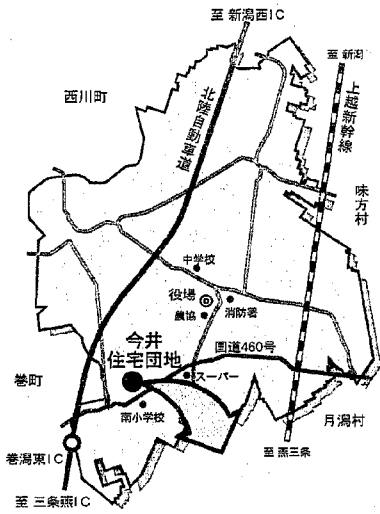 至 新潟西IC
至 新潟
西川町
北陸自動車道
上越新幹線
味方村
中学校
役場
農協
消防署
今井
住宅団地
国道460号
スーパー
巻町
南小学校
月潟村
巻潟東IC
至 燕三条
至 三条燕IC